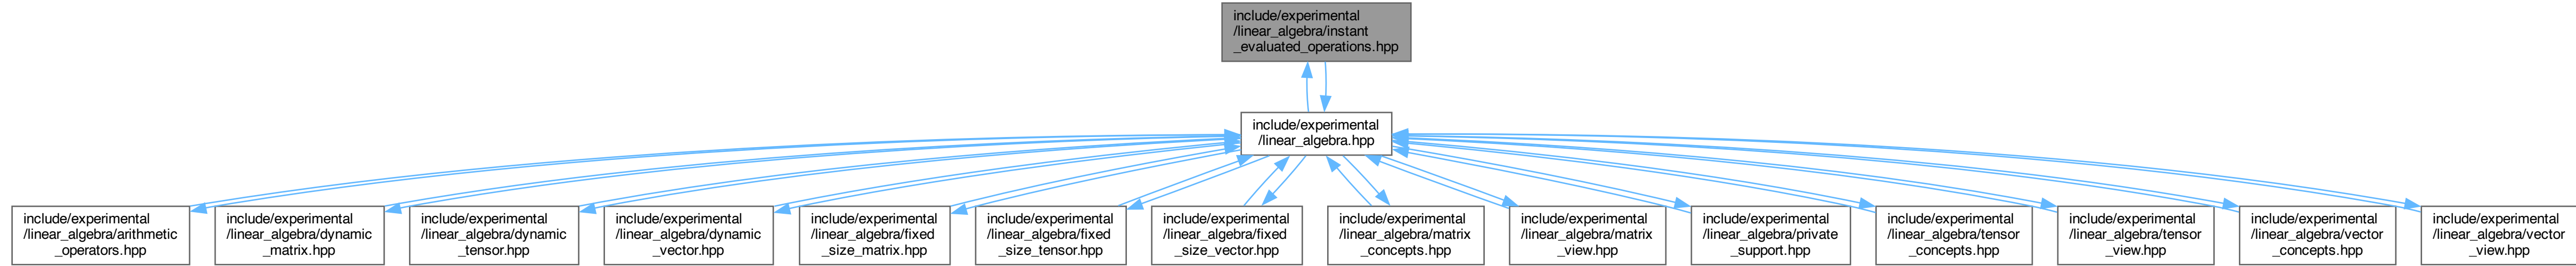 include/experimental
/linear_algebra/instant
_evaluated_operations.hpp
include/experimental
/linear_algebra.hpp
include/experimental
/linear_algebra/arithmetic
_operators.hpp
include/experimental
/linear_algebra/dynamic
_matrix.hpp
include/experimental
/linear_algebra/dynamic
_tensor.hpp
include/experimental
/linear_algebra/dynamic
_vector.hpp
include/experimental
/linear_algebra/fixed
_size_matrix.hpp
include/experimental
/linear_algebra/fixed
_size_tensor.hpp
include/experimental
/linear_algebra/fixed
_size_vector.hpp
include/experimental
/linear_algebra/matrix
_concepts.hpp
include/experimental
/linear_algebra/matrix
_view.hpp
include/experimental
/linear_algebra/private
_support.hpp
include/experimental
/linear_algebra/tensor
_concepts.hpp
include/experimental
/linear_algebra/tensor
_view.hpp
include/experimental
/linear_algebra/vector
_concepts.hpp
include/experimental
/linear_algebra/vector
_view.hpp